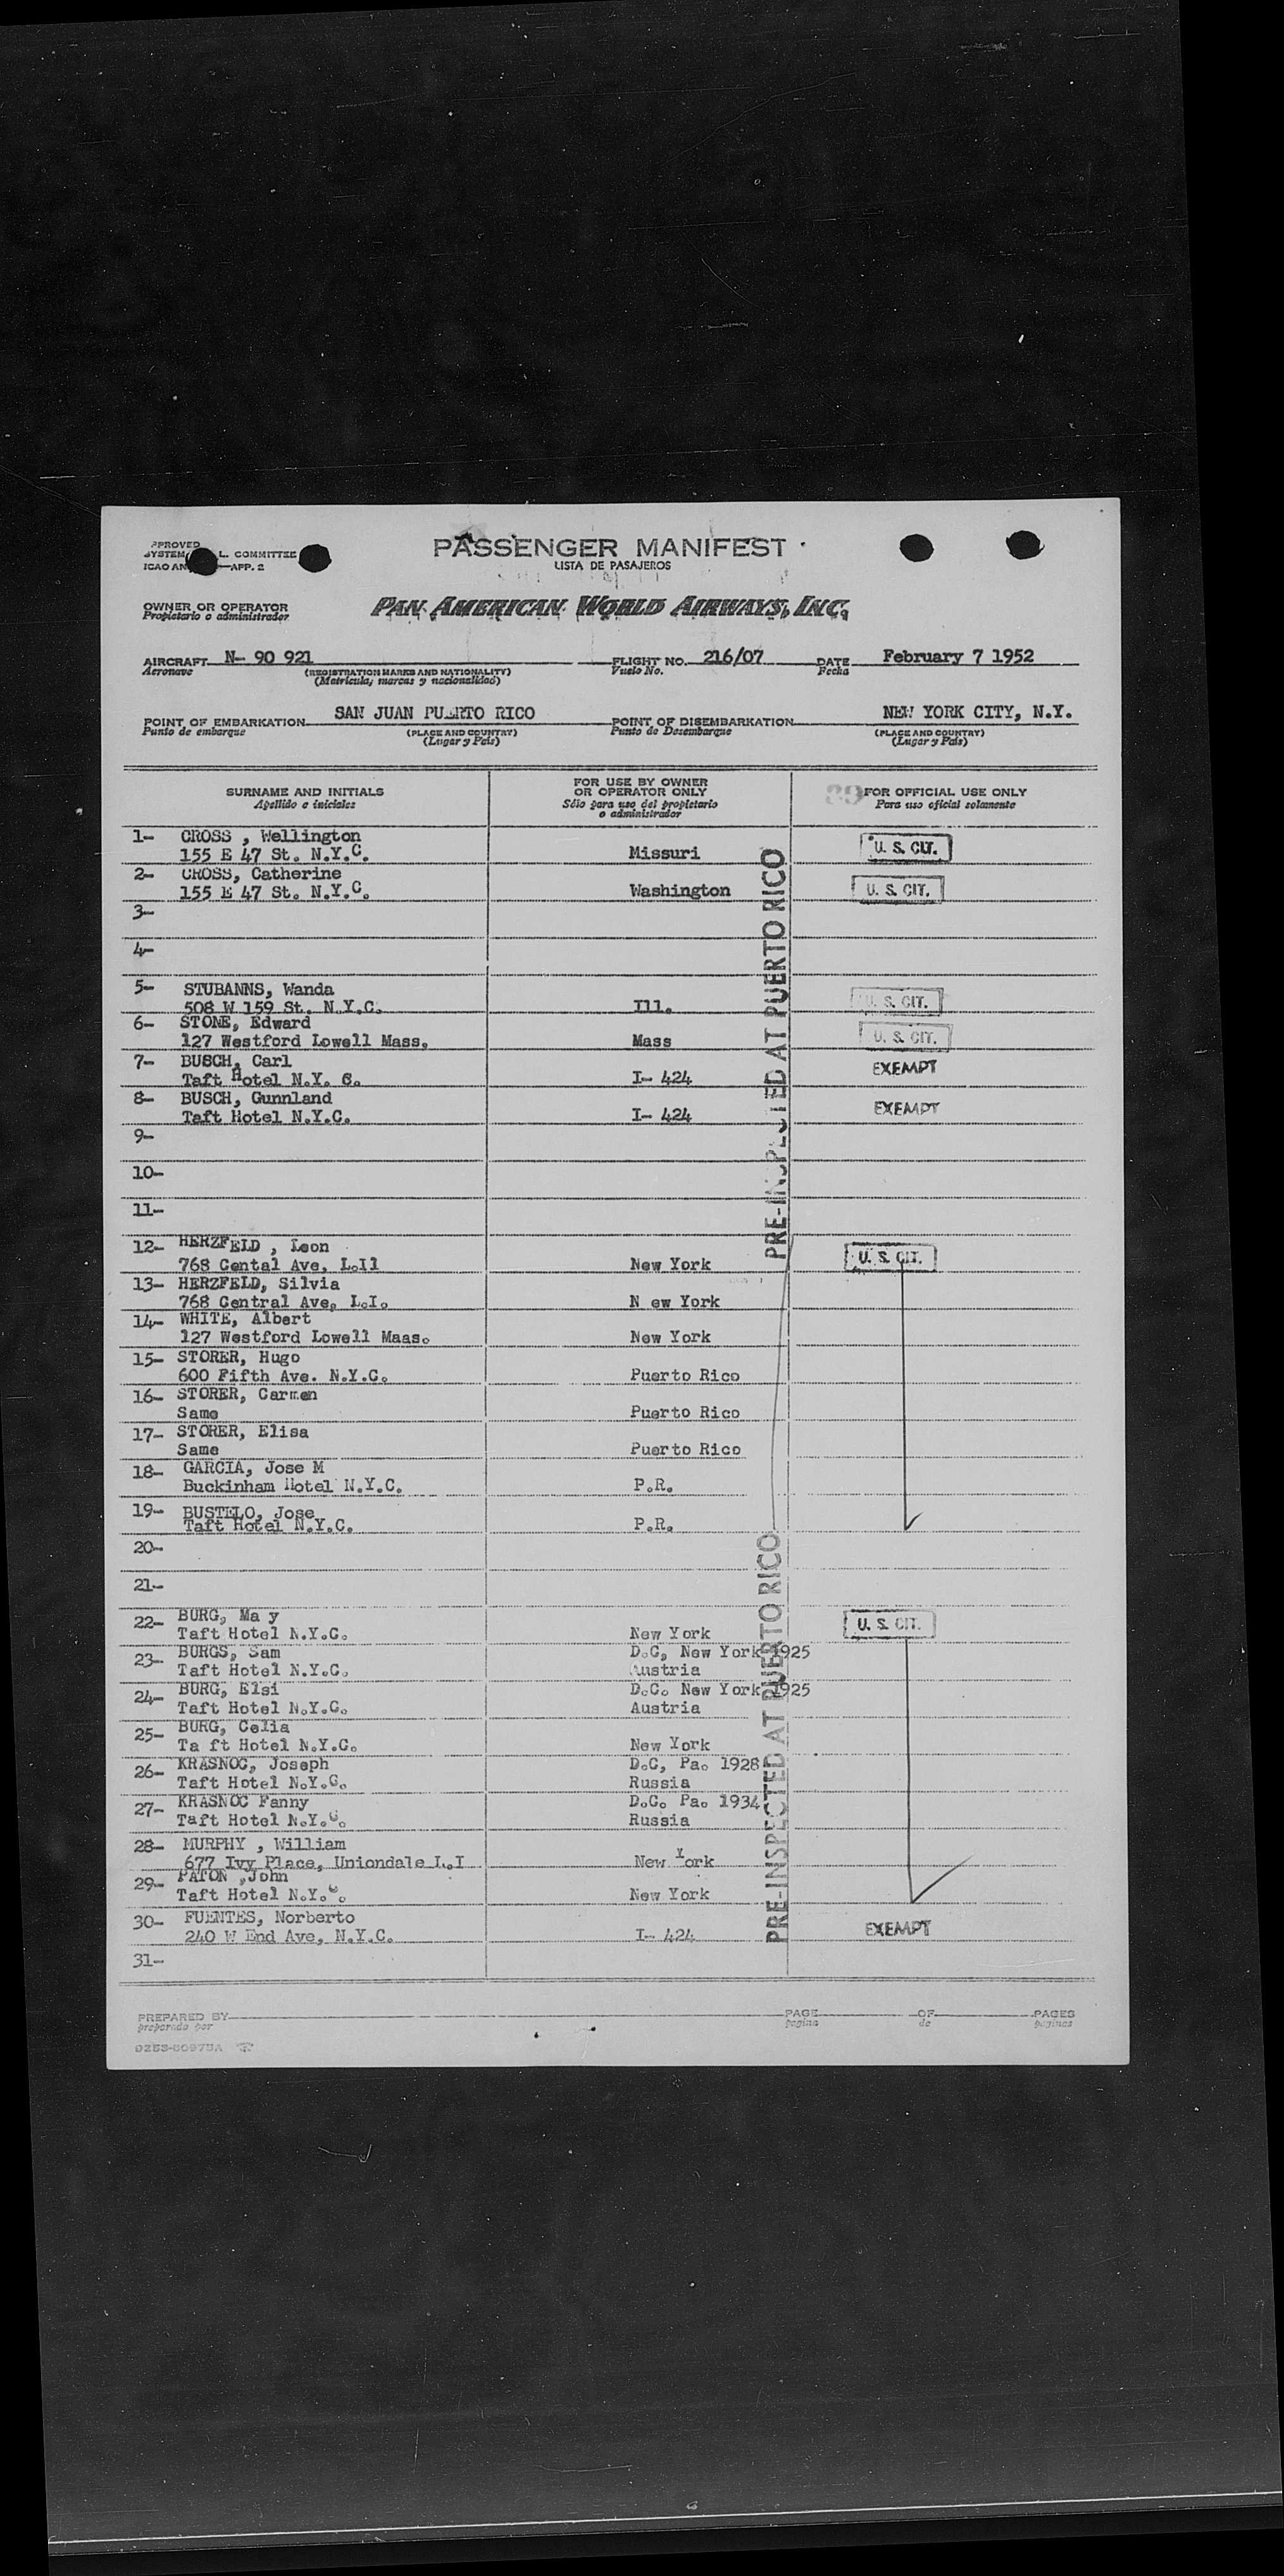 APPROVED
SYSTEM L. COMMITTEE
ICAO AN —APP. 2
PASSENGER MANIFEST
LISTA DE PASAJEROS
OWNER OR OPERATOR
Propietario o administrador
PAN AMERICAN WORLD AIRWAYS, INC.
AIRCRAFT N- 90 921 FLIGHT NO. 216/07 DATE February 7 1952
Aeronave (REGISTRATION MARKS AND NATIONALITY) Vuelo No. Fecha
(Matricula, marcas y nacionalidad)
POINT OF EMBARKATION SAN JUAN PUERTO RICO POINT OF DISEMBARKATION NEW YORK CITY, N.Y.
Punto de embarque (PLACE AND COUNTRY) Punto de Desembarque (PLACE AND COUNTRY)
(Lugar y País) (Lugar y País)
SURNAME AND INITIALS
Apellido e iniciales
FOR USE BY OWNER
OR OPERATOR ONLY
Sólo para uso del propietario
o administrador
39 FOR OFFICIAL USE ONLY
Para uso oficial solamente
1- CROSS , Wellington
155 E 47 St. N.Y.C. Missuri U. S. CIT.
2- CROSS, Catherine
155 E 47 St. N.Y.C. Washington U. S. CIT.
3-
4-
5- STUBANNS, Wanda
508 W 159 St. N.Y.C. Ill. U. S. CIT.
6- STONE, Edward
127 Westford Lowell Mass. Mass U. S. CIT.
7- BUSCH, Carl EXEMPT
Taft Hotel N.Y. C. I- 424
8- BUSCH, Gunnland EXEMPT
Taft Hotel N.Y.C. I- 424
9-
10-
11-
PRE-INSPECTED AT PUERTO RICO
12- HERZFELD , Leon
768 Cental Ave, L.Il New York U. S. CIT.
13- HERZFELD, Silvia
768 Central Ave, L.I. N ew York
14- WHITE, Albert
127 Westford Lowell Maas. New York
15- STORER, Hugo
600 Fifth Ave. N.Y.C. Puerto Rico
16- STORER, Carmen
Same Puerto Rico
17- STORER, Elisa
Same Puerto Rico
18- GARCIA, Jose M
Buckinham Hotel N.Y.C. P.R.
19- BUSTELO, Jose
Taft Hotel N.Y.C. P.R.
20-
21-
22- BURG, Ma y
Taft Hotel N.Y.C. New York U. S. CIT.
23- BURGS, Sam D.C, New York 1925
Taft Hotel N.Y.C. Austria
24- BURG, Elsi D.C. New York 1925
Taft Hotel N.Y.C. Austria
25- BURG, Celia
Ta ft Hotel N.Y.C. New York
26- KRASNOC, Joseph D.C, Pa. 1928
Taft Hotel N.Y.C. Russia
27- KRASNOC Fanny D.C. Pa. 1934
Taft Hotel N.Y.C. Russia
28- MURPHY , William
677 Ivy Place, Uniondale L.I New York
29- PATON ,John
Taft Hotel N.Y.C. New York
30- FUENTES, Norberto EXEMPT
240 W End Ave, N.Y.C. I- 424
31-
PRE-INSPECTED AT PUERTO RICO
PREPARED BY PAGE OF PAGES
preparado por pagina de paginas